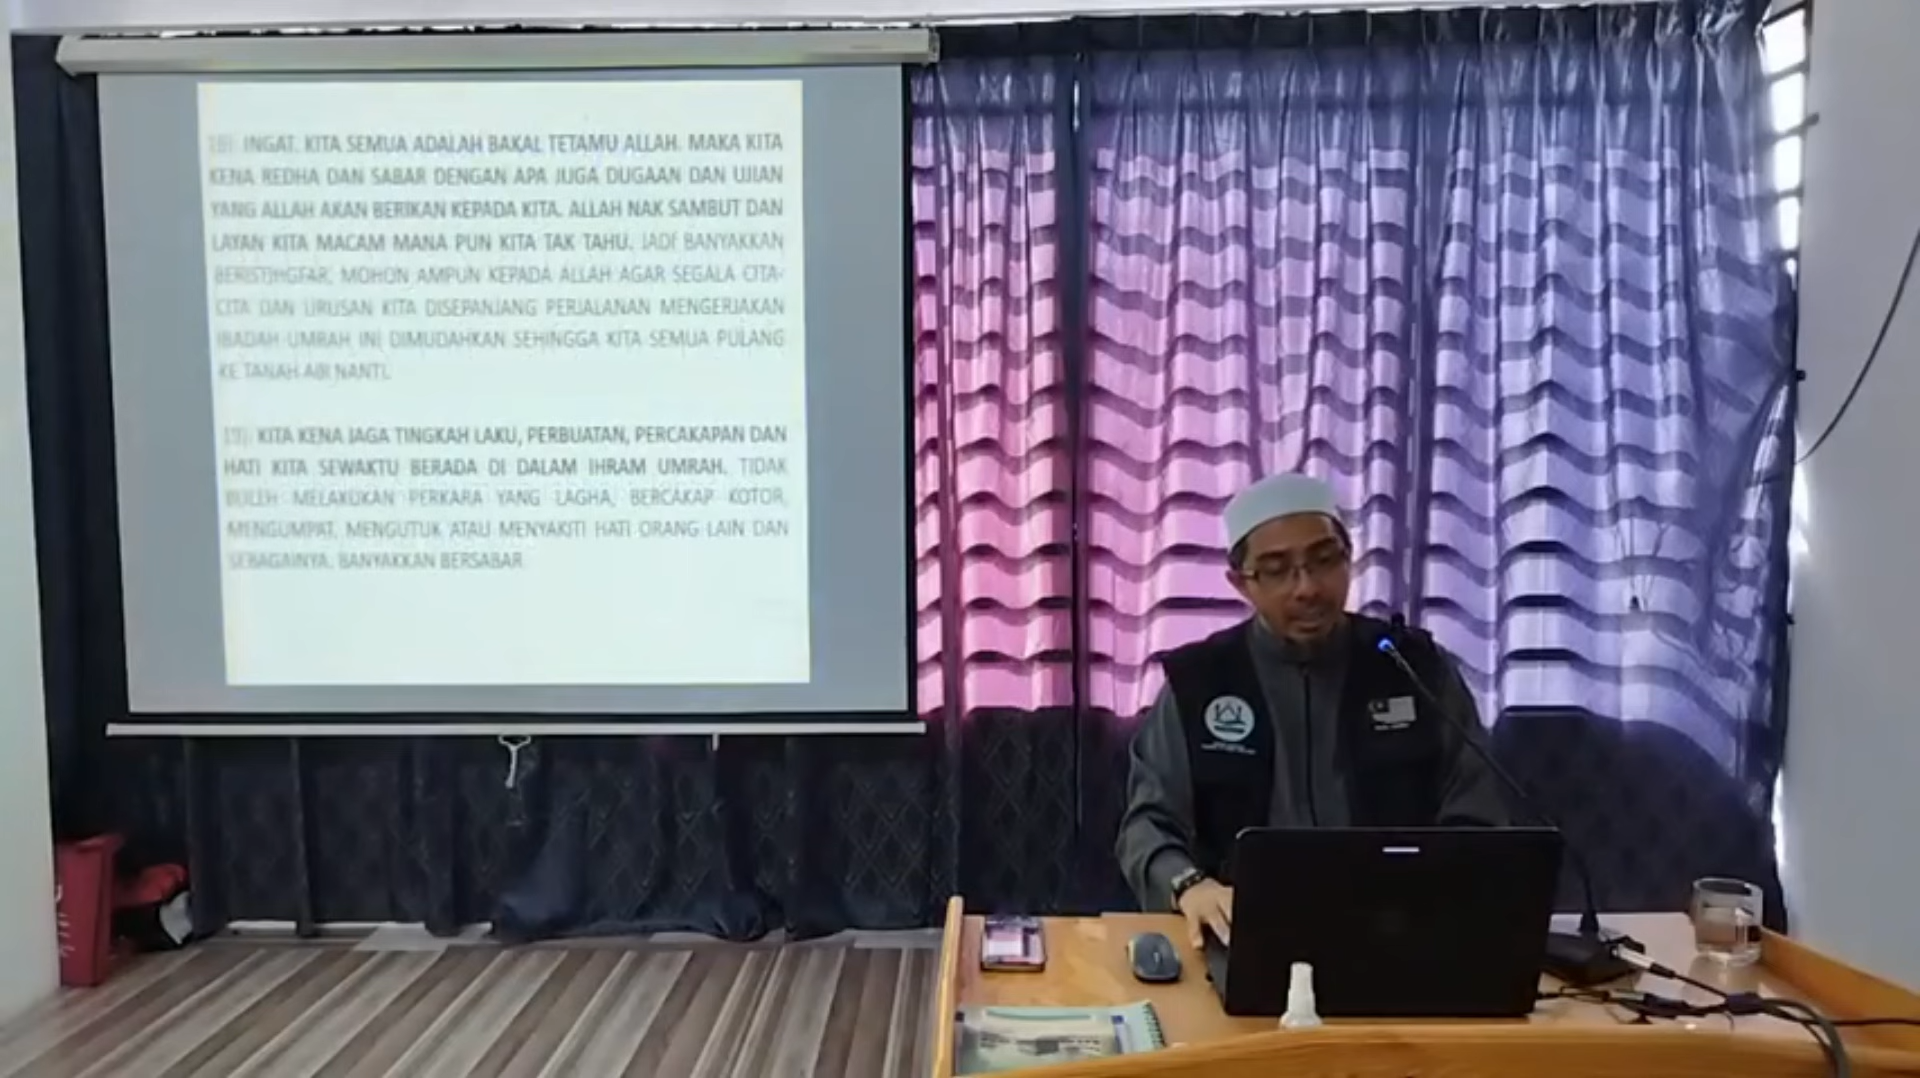 INGAT. KITA SEMUA ADALAH BAKAL TETAMU ALLAH. MAKA KITA
KENA REDHA DAN SABAR DENGAN APA JUGA DUGAAN DAN UJIAN
YANG ALLAH AKAN BERIKAN KEPADA KITA. ALLAH NAK SAMBUT DAN
LAYAN KITA MACAM MANA PUN KITA TAK TAHU. JADI BANYAKKAN
BERISTIHGFAR, MOHON AMPUN KEPADA ALLAH AGAR SEGALA CITA-
CITA DAN URUSAN KITA DISEPANJANG PERJALANAN MENGERJAKAN
IBADAH UMRAH INI DIMUDAHKAN SEHINGGA KITA SEMUA PULANG
KE TANAH NANTI.
KITA KENA JAGA TINGKAH LAKU, PERBUATAN, PERCAKAPAN DAN
HATI KITA SEWAKTU BERADA DI DALAM IHRAM UMRAH. TIDAK
BOLEH MELAKUKAN PERKARA YANG LAGHA, BERCAKAP KOTOR,
MENGUMPAT, MENGUTUK ATAU MENYAKITI HATI ORANG LAIN DAN
SEBAGAINYA. BANYAKKAN BERSABAR